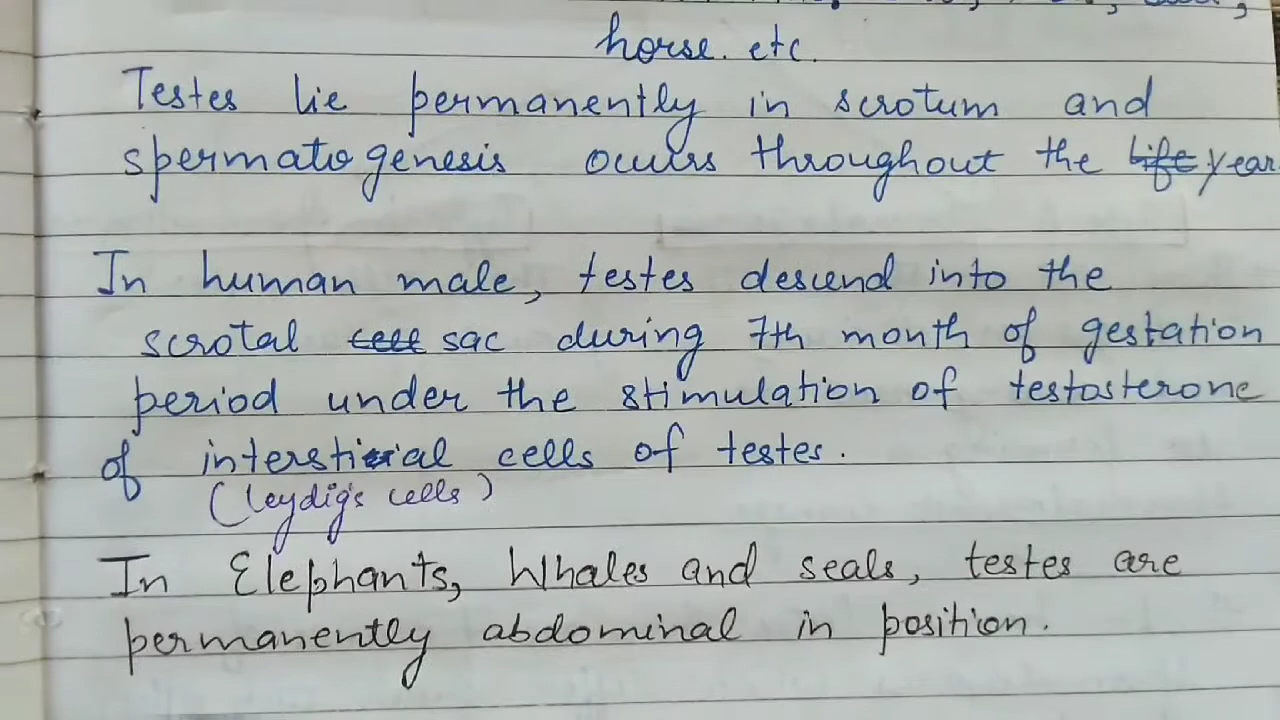 horse. etc.
Testes lie permanently in scrotum and
spermatogenesis occurs throughout the life year.
In human male, testes descend into the
scrotal cell sac during 7th month of gestation
period under the stimulation of testosterone
of interstitial cells of testes.
(leydig's cells)
In Elephants, Whales and seals, testes are
permanently abdominal in position.